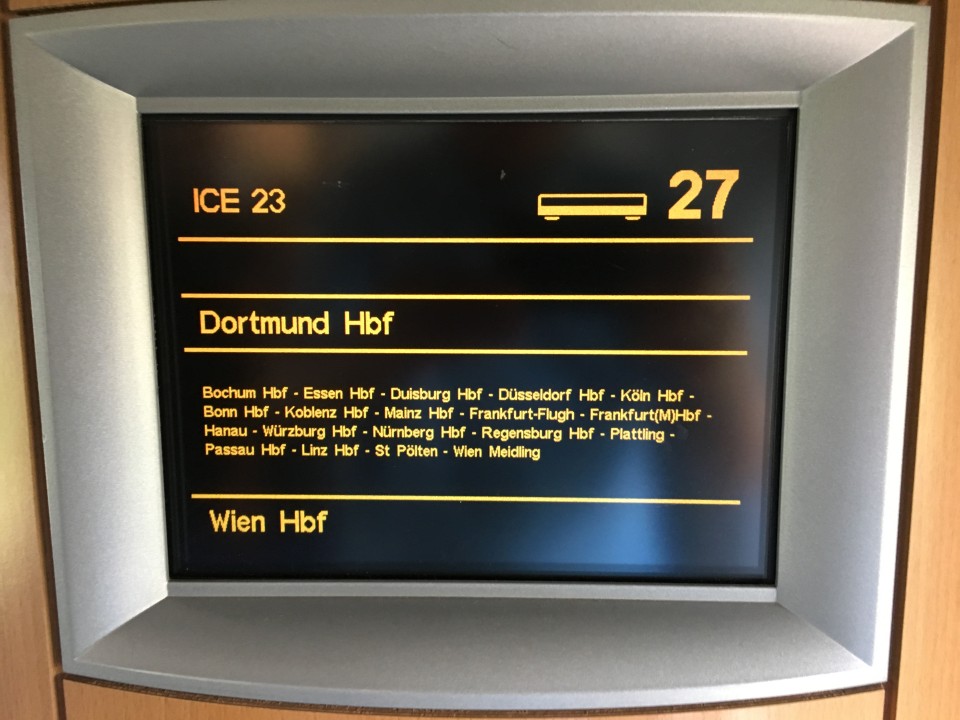 ICE 23
27
Dortmund Hbf
Bochum Hbf - Essen Hbf - Duisburg Hbf - Düsseldorf Hbf - Köln Hbf -
Bonn Hbf - Koblenz Hbf - Mainz Hbf - Frankfurt-Flugh - Frankfurt(M)Hbf -
Hanau - Würzburg Hbf - Nürnberg Hbf - Regensburg Hbf - Plattling -
Passau Hbf - Linz Hbf - St Pölten - Wien Meidling
Wien Hbf